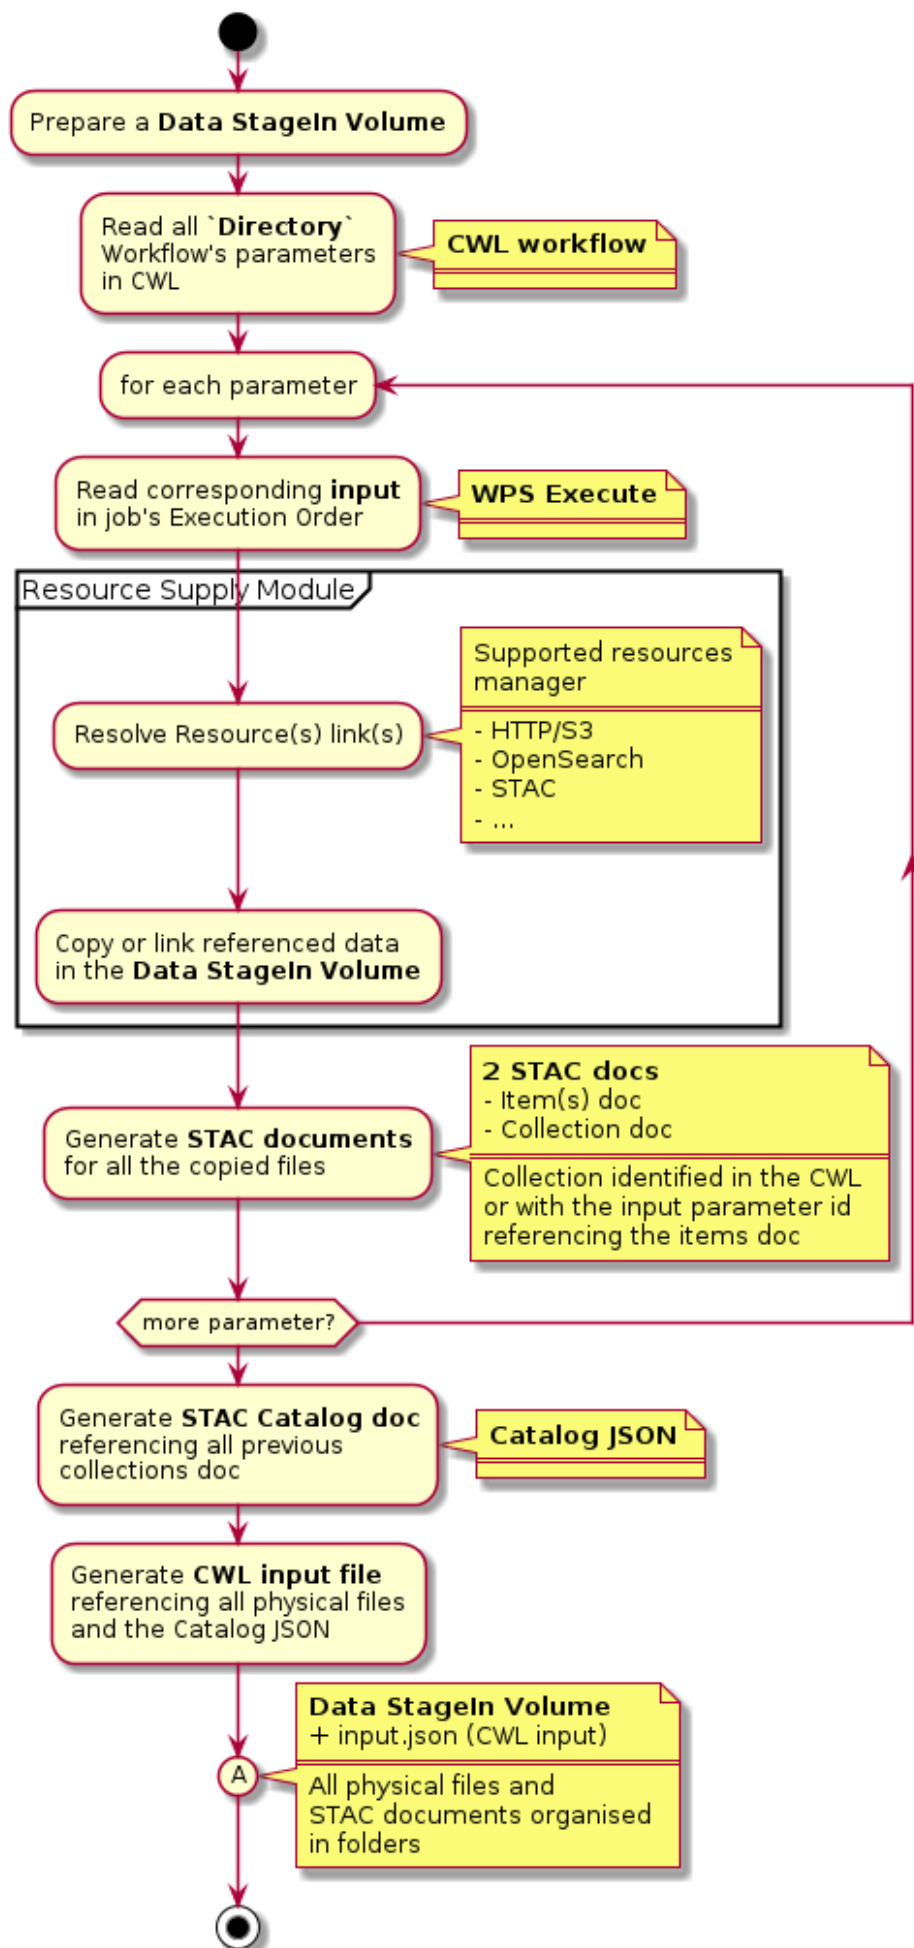 Prepare a Data StageIn Volume
Read all `Directory`
Workflow's parameters
in CWL
CWL workflow
for each parameter
Read corresponding input
in job's Execution Order
WPS Execute
Resource Supply Module
Supported resources
manager
- HTTP/S3
- OpenSearch
- STAC
- ...
Resolve Resource(s) link(s)
Copy or link referenced data
in the Data StageIn Volume
2 STAC docs
- Item(s) doc
- Collection doc
Collection identified in the CWL
or with the input parameter id
referencing the items doc
Generate STAC documents
for all the copied files
more parameter?
Generate STAC Catalog doc
referencing all previous
collections doc
Catalog JSON
Generate CWL input file
referencing all physical files
and the Catalog JSON
Data StageIn Volume
+ input.json (CWL input)
All physical files and
STAC documents organised
in folders
A